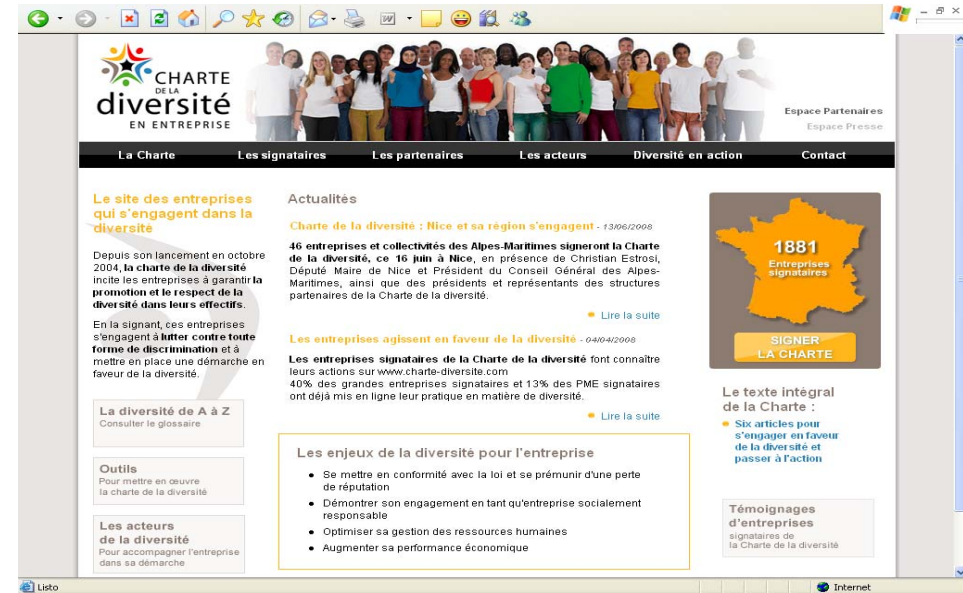 CHARTE
DE LA
diversité
EN ENTREPRISE
Espace Partenaires
Espace Presse
La Charte
Les signataires
Les partenaires
Les acteurs
Diversité en action
Contact
Le site des entreprises
qui s'engagent dans la
diversité
Depuis son lancement en octobre
2004, la charte de la diversité
incite les entreprises à garantir la
promotion et le respect de la
diversité dans leurs effectifs.
En la signant, ces entreprises
s'engagent à lutter contre toute
forme de discrimination et à
mettre en place une démarche en
faveur de la diversité.
La diversité de A à Z
Consulter le glossaire
Outils
Pour mettre en œuvre
la charte de la diversité
Les acteurs
de la diversité
Pour accompagner l'entreprise
dans sa démarche
Actualités
Charte de la diversité : Nice et sa région s'engagent - 13/06/2008
46 entreprises et collectivités des Alpes-Maritimes signeront la Charte
de la diversité, ce 16 juin à Nice, en présence de Christian Estrosi,
Député Maire de Nice et Président du Conseil Général des Alpes-
Maritimes, ainsi que des présidents et représentants des structures
partenaires de la Charte de la diversité.
Lire la suite
Les entreprises agissent en faveur de la diversité - 04/04/2008
Les entreprises signataires de la Charte de la diversité font connaître
leurs actions sur www.charte-diversite.com
40% des grandes entreprises signataires et 13% des PME signataires
ont déjà mis en ligne leur pratique en matière de diversité.
Lire la suite
Les enjeux de la diversité pour l'entreprise
Se mettre en conformité avec la loi et se prémunir d'une perte
de réputation
Démontrer son engagement en tant qu'entreprise socialement
responsable
Optimiser sa gestion des ressources humaines
Augmenter sa performance économique
1881
Entreprises
signataires
SIGNER
LA CHARTE
Le texte intégral
de la Charte :
Six articles pour
s'engager en faveur
de la diversité et
passer à l'action
Témoignages
d'entreprises
signataires de
la Charte de la diversité
Listo
Internet